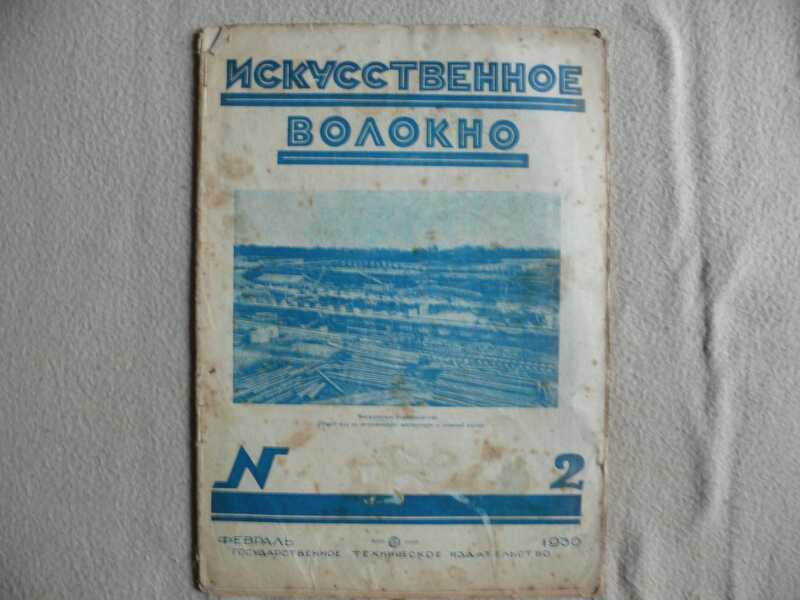 ИСКУССТВЕННОЕ
ВОЛОКНО
N 2
ФЕВРАЛЬ 1930
ГОСУДАРСТВЕННОЕ ТЕХНИЧЕСКОЕ ИЗДАТЕЛЬСТВО